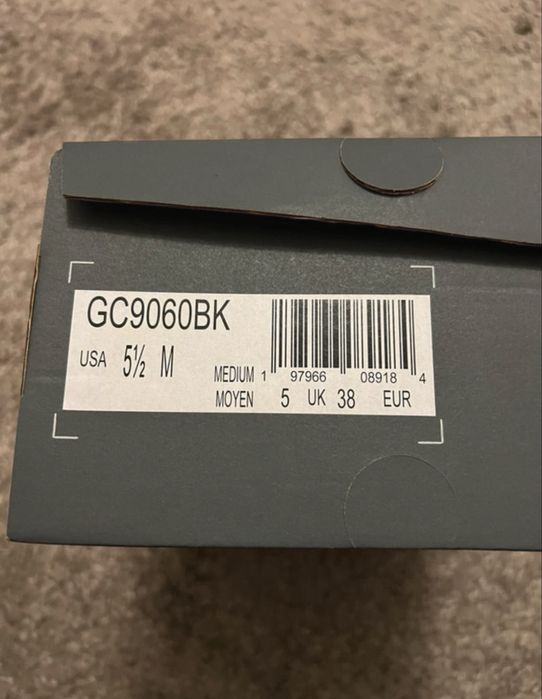 GC9060BK
USA 5½ M
MEDIUM 1 97966 08918 4
MOYEN 5 UK 38 EUR